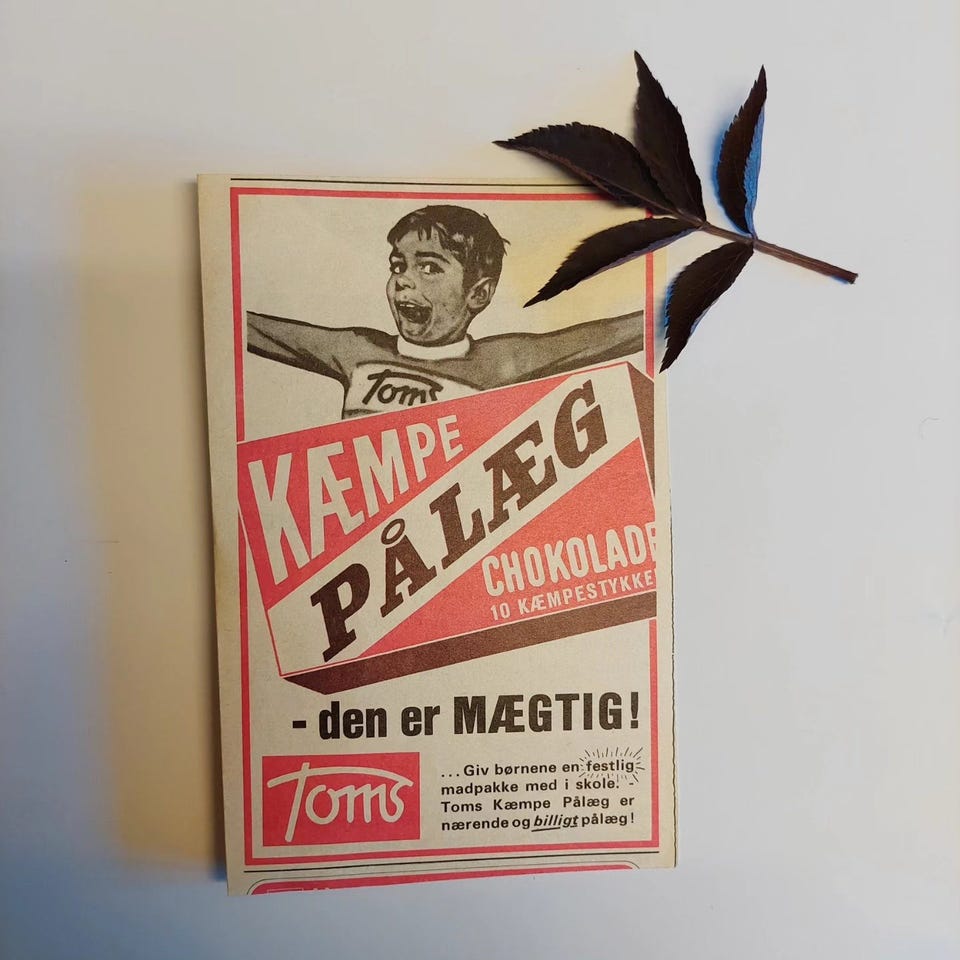 Toms
KÆMPE
PÅLÆG
CHOKOLADE
10 KÆMPESTYKKE
- den er MÆGTIG!
Toms
...Giv børnene en festlig
madpakke med i skole. -
Toms Kæmpe Pålæg er
nærende og billigt pålæg!